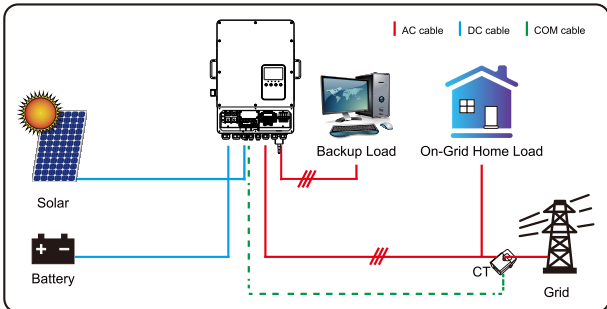 AC cable
DC cable
COM cable
Backup Load
On-Grid Home Load
Solar
Battery
CT
Grid